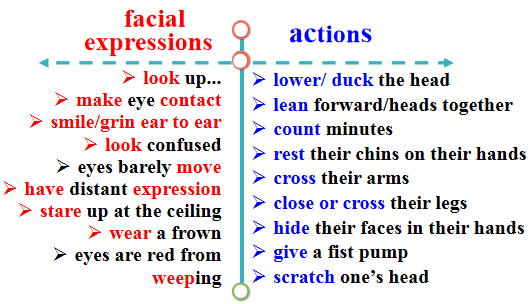 facial
expressions
look up...
make eye contact
smile/grin ear to ear
look confused
eyes barely move
have distant expression
stare up at the ceiling
wear a frown
eyes are red from
weeping
actions
lower/ duck the head
lean forward/heads together
count minutes
rest their chins on their hands
cross their arms
close or cross their legs
hide their faces in their hands
give a fist pump
scratch one's head